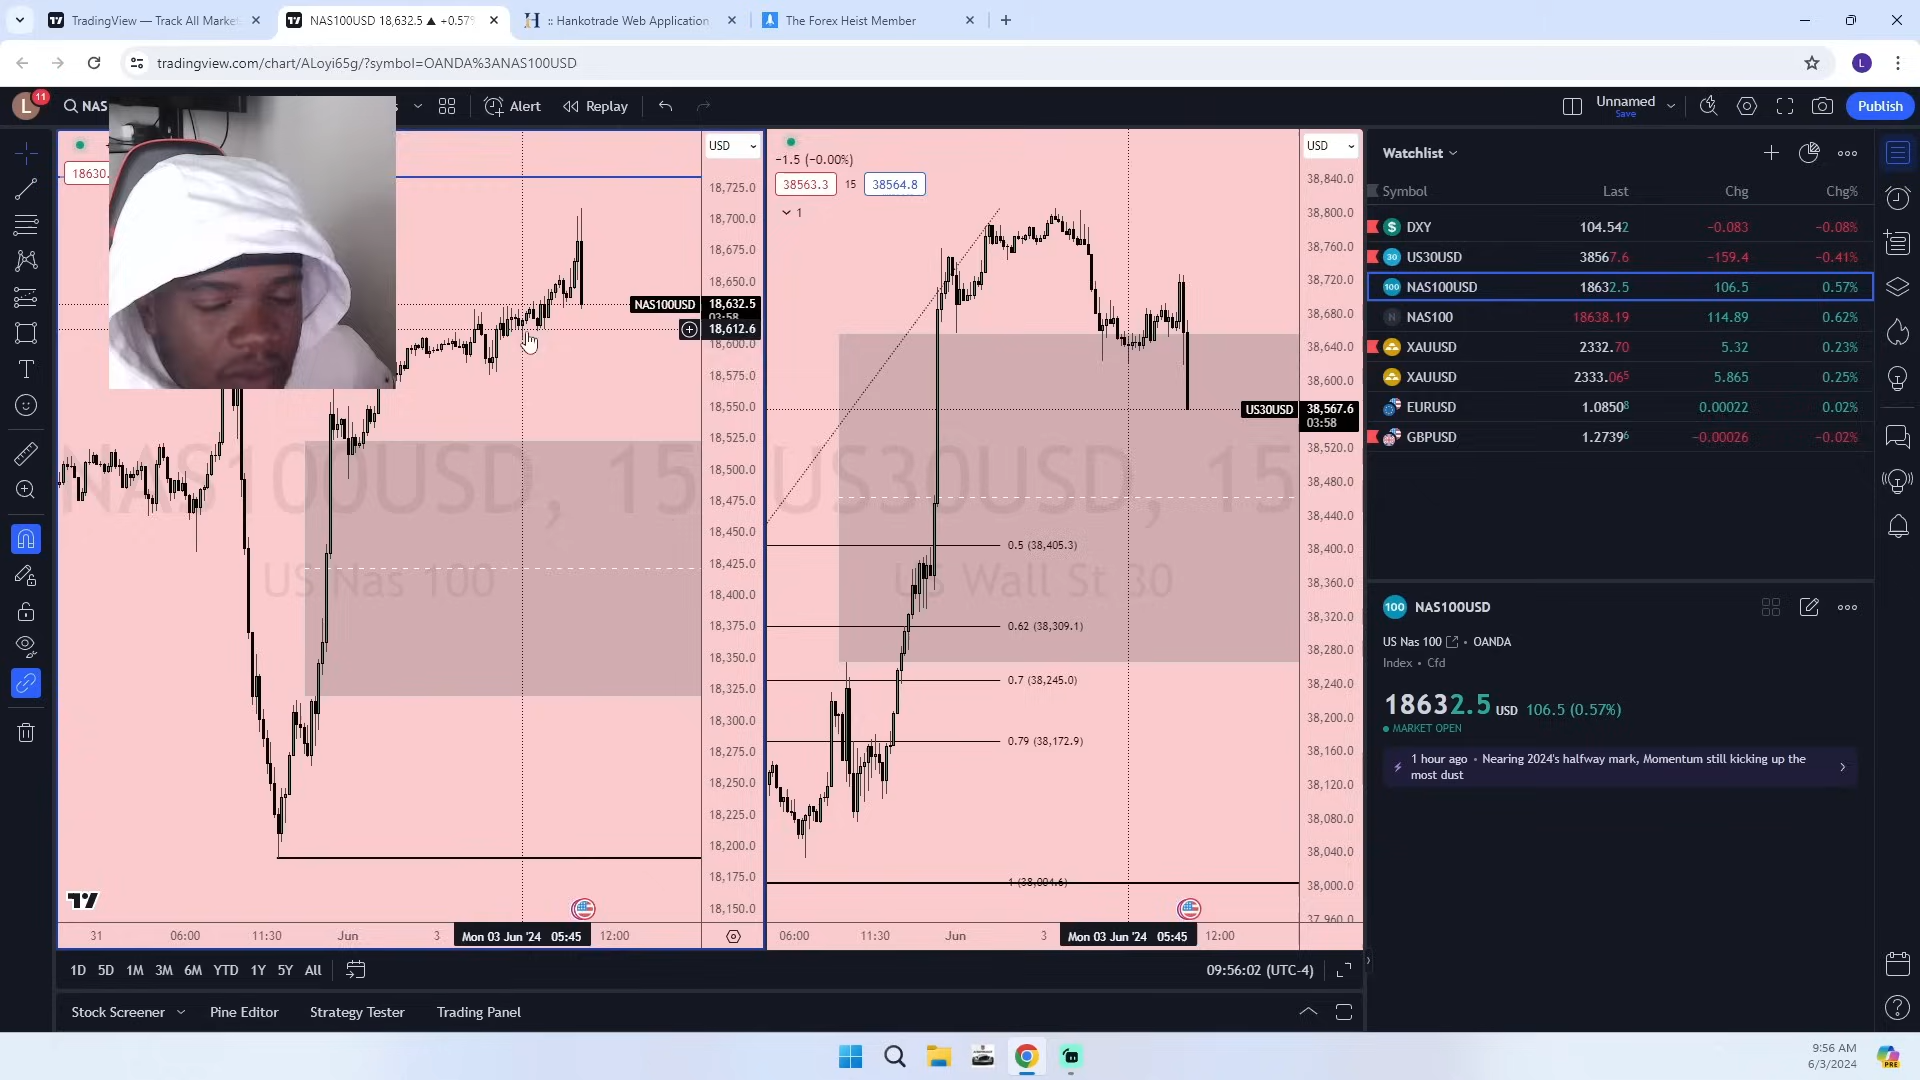 TradingView — Track All Market
NAS100USD 18,632.5 ▲ +0.57%
:: Hankotrade Web Application
The Forex Heist Member
tradingview.com/chart/ALoyi65g/?symbol=OANDA%3ANAS100USD
L
L
11
NAS
Alert
Replay
Unnamed
Save
Publish
18630.
USD
18,725.0
18,700.0
18,675.0
18,650.0
NAS100USD 18,632.5
03:58
18,612.6
18,600.0
18,575.0
18,550.0
18,525.0
18,500.0
18,475.0
18,450.0
18,425.0
18,400.0
18,375.0
18,350.0
18,325.0
18,300.0
18,275.0
18,250.0
18,225.0
18,200.0
18,175.0
18,150.0
NAS100USD, 15
US Nas 100
31 06:00 11:30 Jun 3 Mon 03 Jun '24 05:45 12:00
−1.5 (−0.00%)
38563.3 15 38564.8
1
USD
38,840.0
38,800.0
38,760.0
38,720.0
38,680.0
38,640.0
38,600.0
US30USD 38,567.6
03:58
38,520.0
38,480.0
38,440.0
38,400.0
38,360.0
38,320.0
38,280.0
38,240.0
38,200.0
38,160.0
38,120.0
38,080.0
38,040.0
38,000.0
37,960.0
US30USD, 15
US Wall St 30
0.5 (38,405.3)
0.62 (38,309.1)
0.7 (38,245.0)
0.79 (38,172.9)
1 (38,004.6)
06:00 11:30 Jun 3 Mon 03 Jun '24 05:45 12:00
Watchlist
Symbol Last Chg Chg%
DXY 104.542 −0.083 −0.08%
30 US30USD 38567.6 −159.4 −0.41%
100 NAS100USD 18632.5 106.5 0.57%
N NAS100 18638.19 114.89 0.62%
XAUUSD 2332.70 5.32 0.23%
XAUUSD 2333.065 5.865 0.25%
EURUSD 1.08508 0.00022 0.02%
GBPUSD 1.27396 −0.00026 −0.02%
100 NAS100USD
US Nas 100 • OANDA
Index • Cfd
18632.5 USD 106.5 (0.57%)
MARKET OPEN
1 hour ago • Nearing 2024's halfway mark, Momentum still kicking up the
most dust
1D 5D 1M 3M 6M YTD 1Y 5Y All
09:56:02 (UTC-4)
Stock Screener Pine Editor Strategy Tester Trading Panel
9:56 AM
6/3/2024
PRE